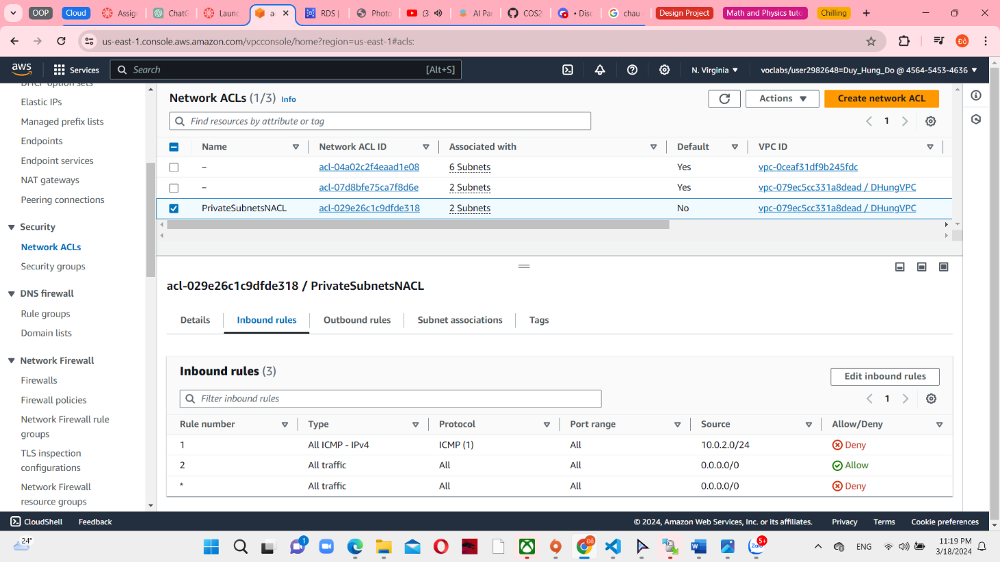 OOP
Cloud
Assig
ChatG
Launc
ac
RDS |
Photo
(3
AI Par
COS2
• Disc
chau
Design Project
Math and Physics tuto
Chilling
us-east-1.console.aws.amazon.com/vpcconsole/home?region=us-east-1#acls:
Đỗ
aws
Services
Search
[Alt+S]
N. Virginia
voclabs/user2982648=Duy_Hung_Do @ 4564-5453-4636
DHCP option sets
Elastic IPs
Managed prefix lists
Endpoints
Endpoint services
NAT gateways
Peering connections
Security
Network ACLs
Security groups
DNS firewall
Rule groups
Domain lists
Network Firewall
Firewalls
Firewall policies
Network Firewall rule
groups
TLS inspection
configurations
Network Firewall
resource groups
Network ACLs (1/3) Info
Actions
Create network ACL
Find resources by attribute or tag
1
Name Network ACL ID Associated with Default VPC ID
– acl-04a02c2f4eaad1e08 6 Subnets Yes vpc-0ceaf31df9b245fdc
– acl-07d8bfe75ca7f8d6e 2 Subnets Yes vpc-079ec5cc331a8dead / DHungVPC
PrivateSubnetsNACL acl-029e26c1c9dfde318 2 Subnets No vpc-079ec5cc331a8dead / DHungVPC
acl-029e26c1c9dfde318 / PrivateSubnetsNACL
Details Inbound rules Outbound rules Subnet associations Tags
Inbound rules (3)
Edit inbound rules
Filter inbound rules
1
Rule number Type Protocol Port range Source Allow/Deny
1 All ICMP - IPv4 ICMP (1) All 10.0.2.0/24 Deny
2 All traffic All All 0.0.0.0/0 Allow
* All traffic All All 0.0.0.0/0 Deny
CloudShell Feedback
© 2024, Amazon Web Services, Inc. or its affiliates. Privacy Terms Cookie preferences
24°
1
Đỗ
Zalo
5+
ENG
11:19 PM
3/18/2024